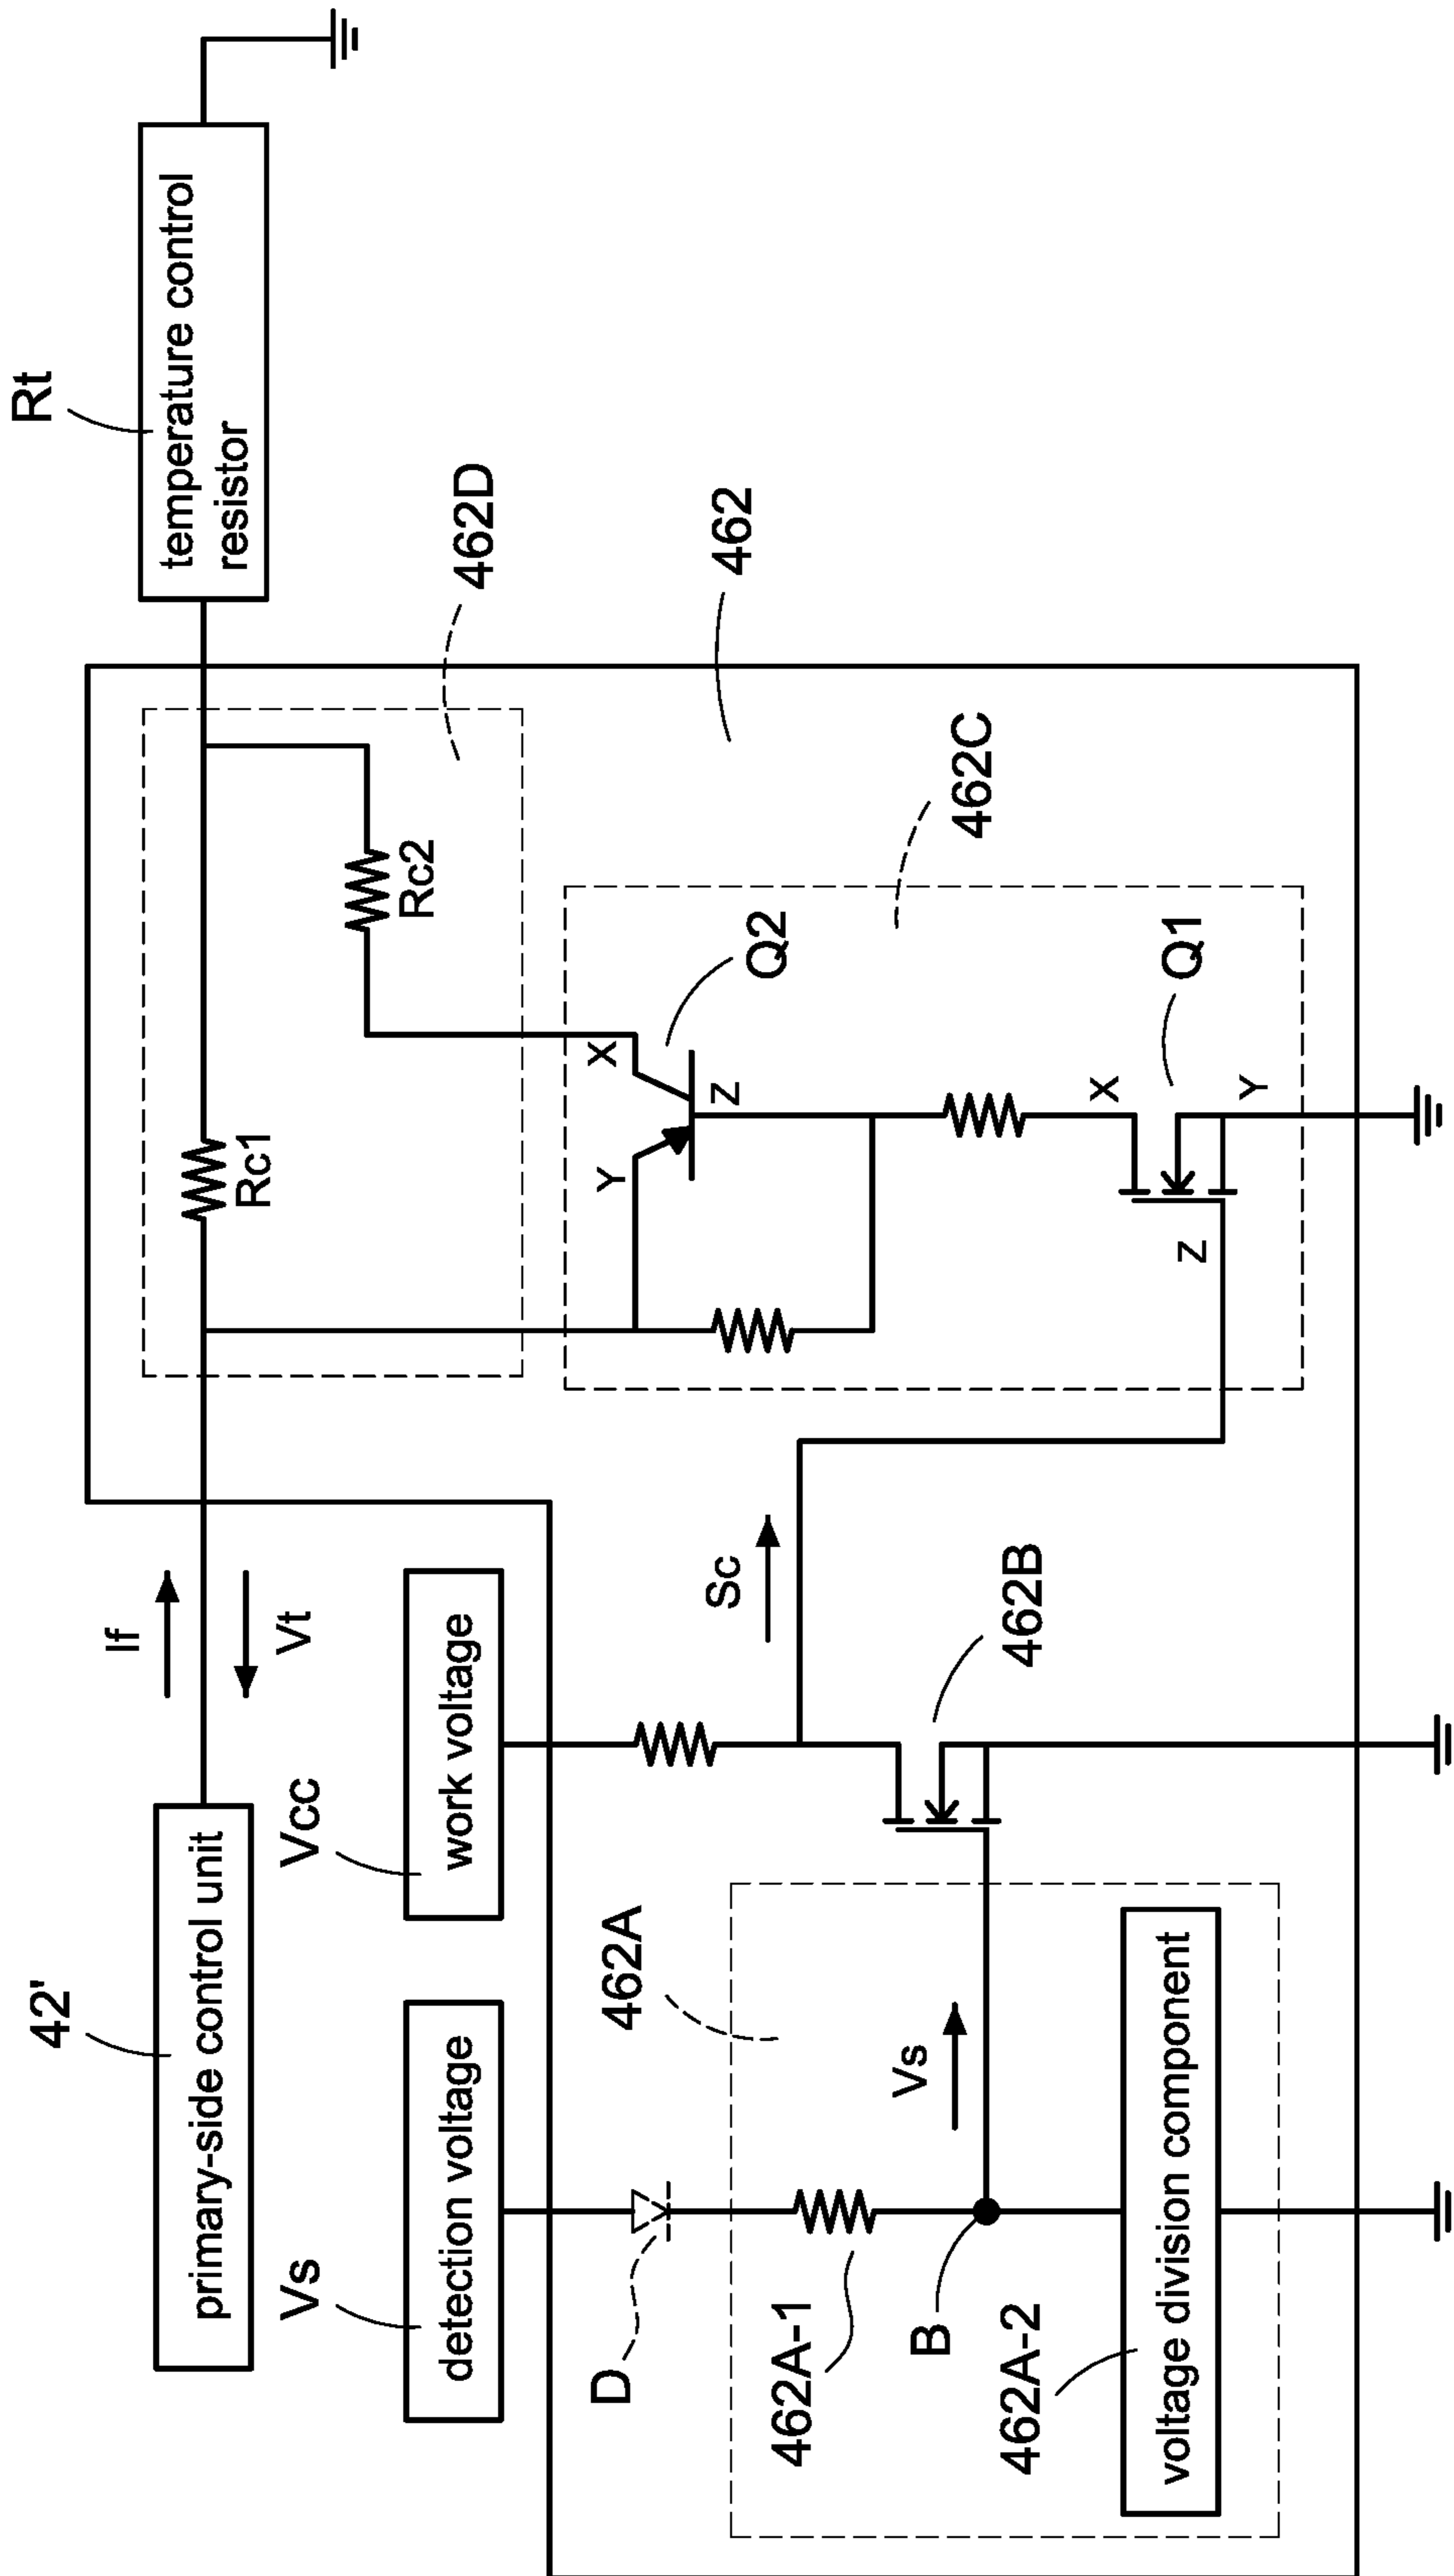 42'
primary-side control unit
If
Vt
Rt
temperature control
resistor
Vs
detection voltage
Vcc
work voltage
Rc1
Rc2
462D
D
462A
462A-1
B
Vs
462A-2
voltage division component
462B
Sc
Y
X
Z
Q2
462C
462
X
Y
Z
Q1